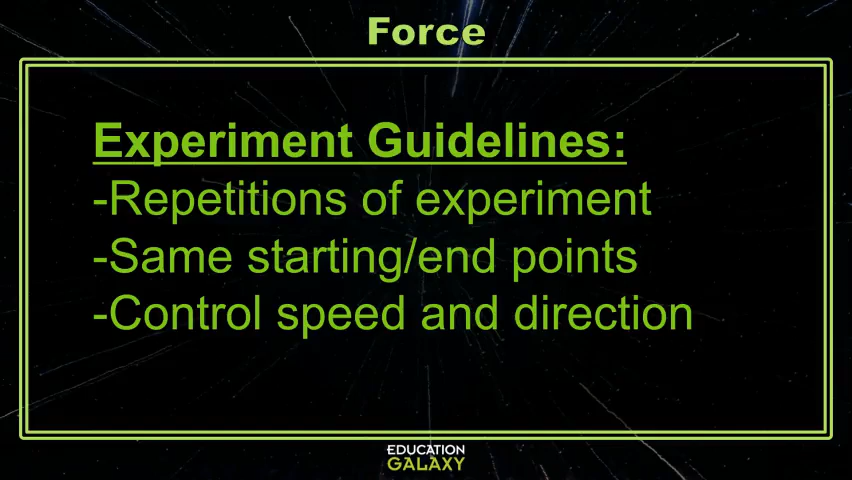 Force
Experiment Guidelines:
-Repetitions of experiment
-Same starting/end points
-Control speed and direction
EDUCATION
GALAXY